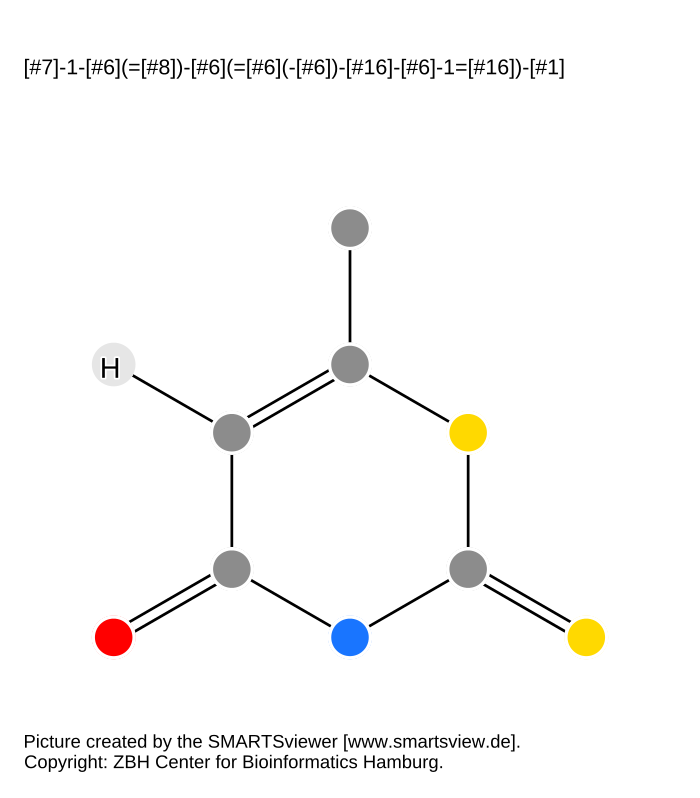 [#7]-1-[#6](=[#8])-[#6](=[#6](-[#6])-[#16]-[#6]-1=[#16])-[#1]
H
Picture created by the SMARTSviewer [www.smartsview.de].
Copyright: ZBH Center for Bioinformatics Hamburg.